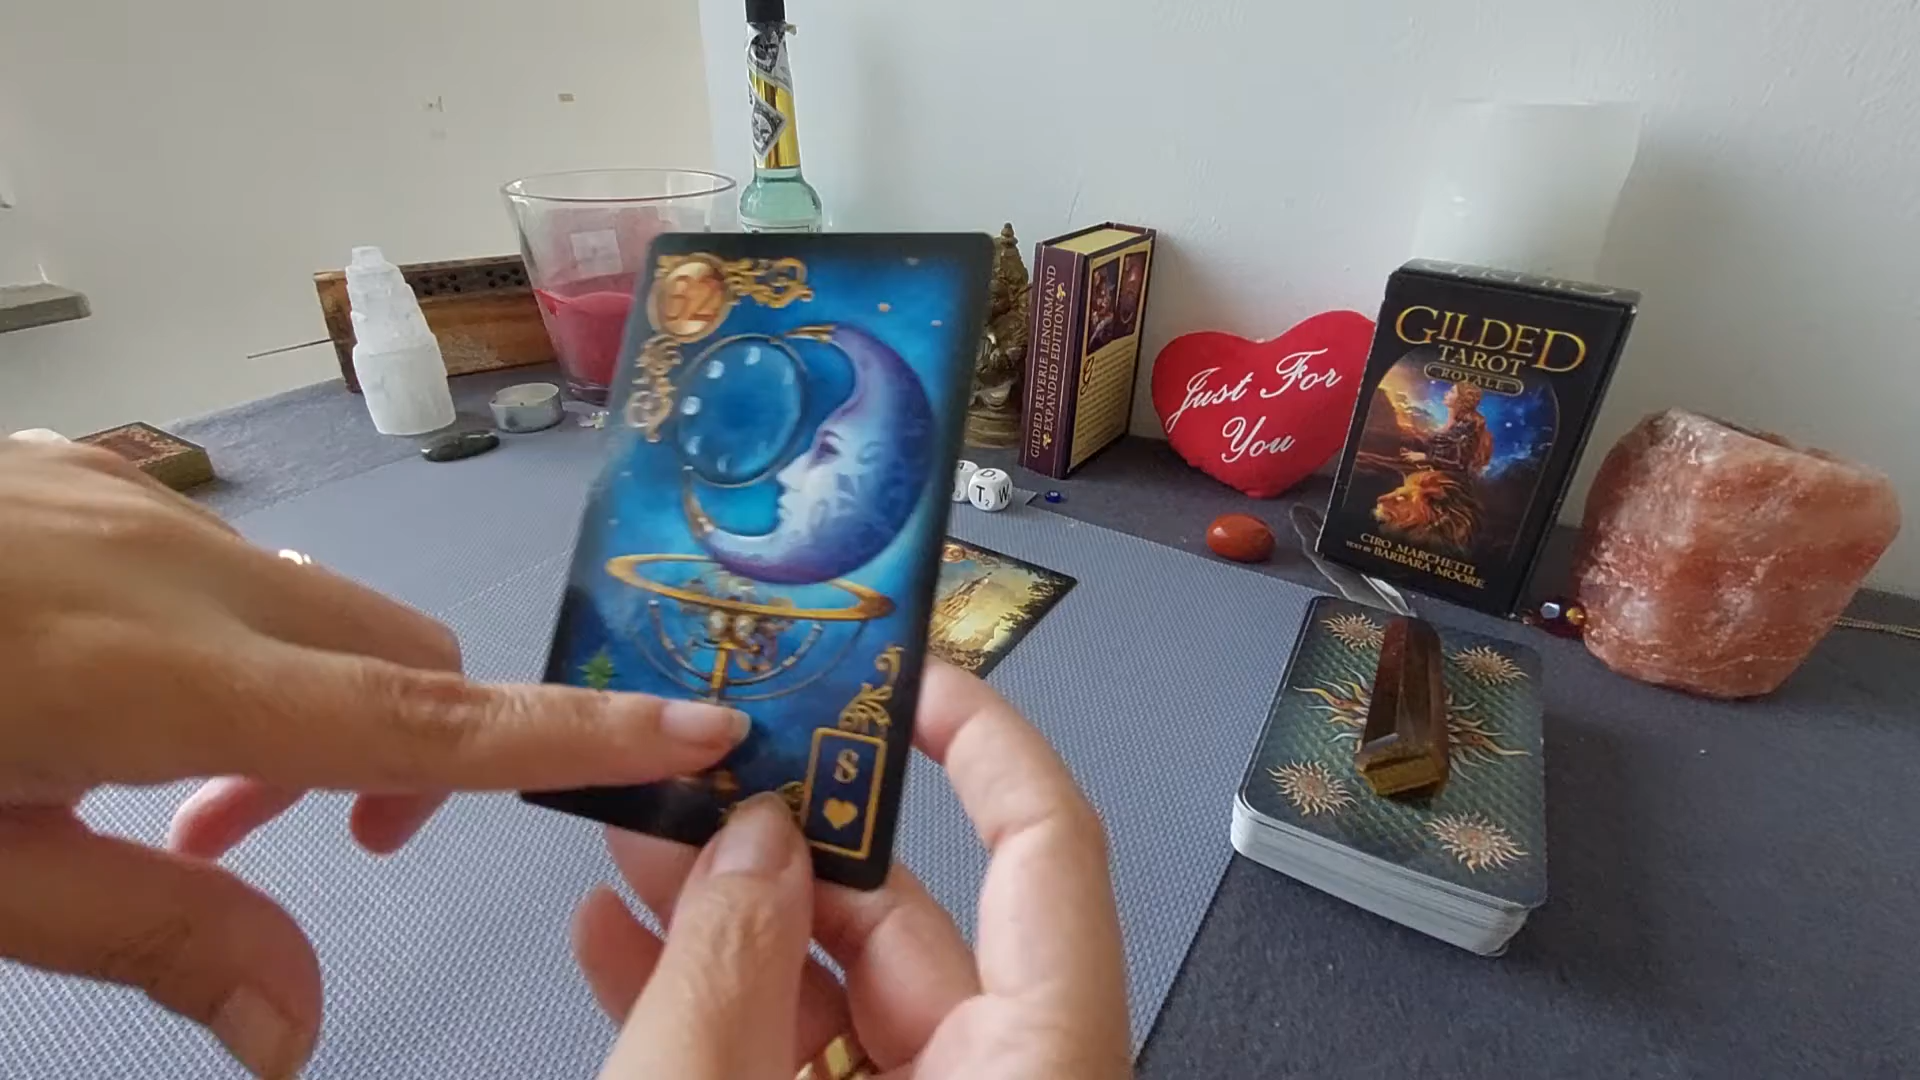 32
8
GILDED REVERIE LENORMAND
EXPANDED EDITION
Just For
You
GILDED
TAROT
ROYALE
CIRO MARCHETTI
TEXT BY BARBARA MOORE
T
W